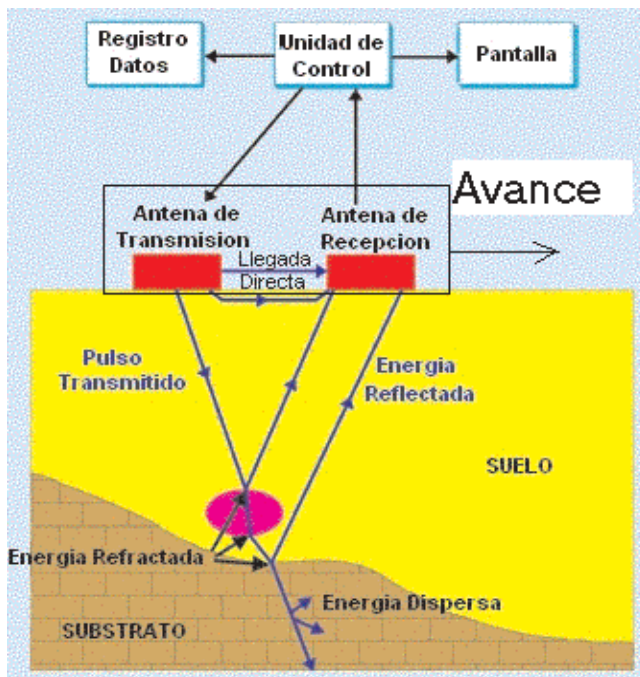 Registro
Datos
Unidad de
Control
Pantalla
Avance
Antena de
Transmision
Antena de
Recepcion
Llegada
Directa
Pulso
Transmitido
Energia
Reflectada
SUELO
Energia Refractada
Energia Dispersa
SUBSTRATO